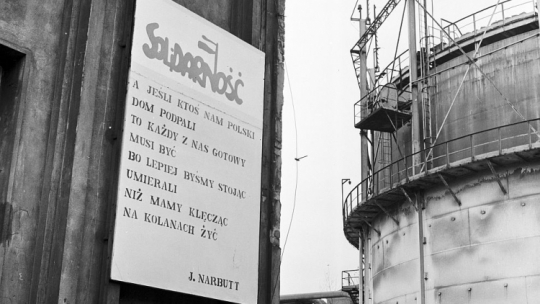 SOLIDARNOŚĆ
A JEŚLI KTOŚ NAM POLSKI
DOM PODPALI
TO KAŻDY Z NAS GOTOWY
MUSI BYĆ
BO LEPIEJ BYŚMY STOJĄC
UMIERALI
NIŻ MAMY KLĘCZĄC
NA KOLANACH ŻYĆ
J. NARBUTT